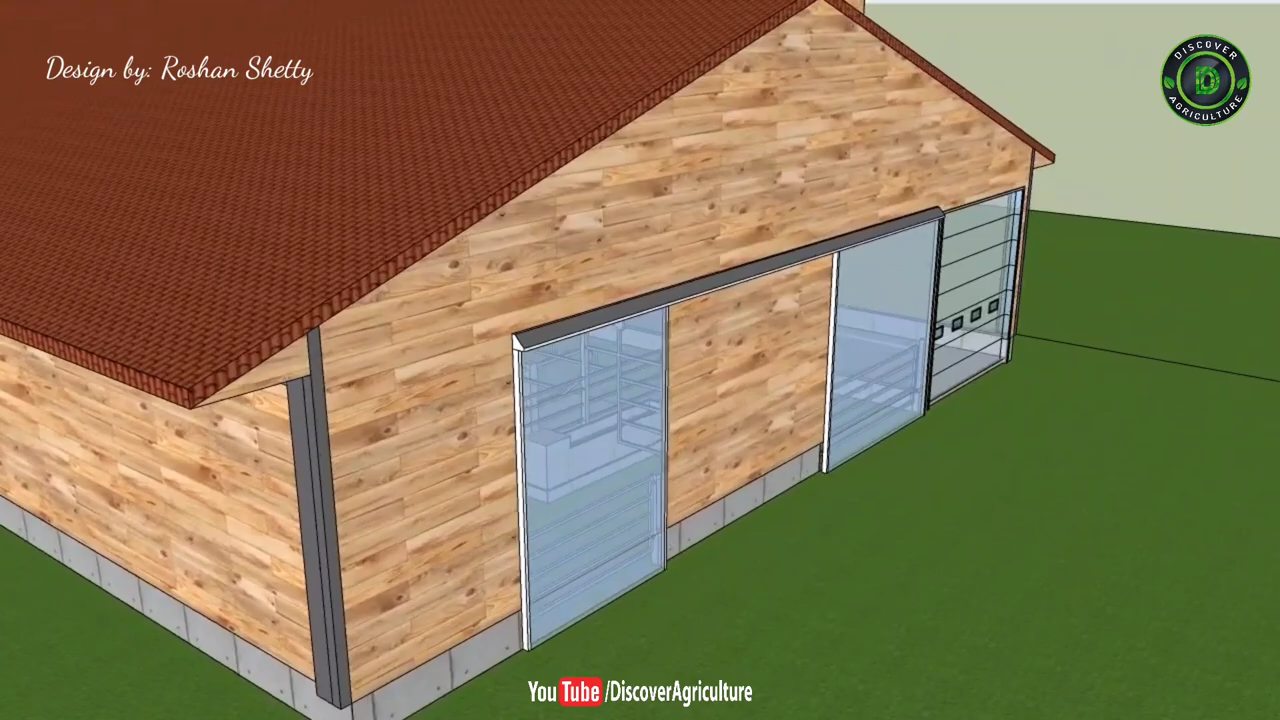 Design by: Roshan Shetty
DISCOVER
D
AGRICULTURE
YouTube/DiscoverAgriculture